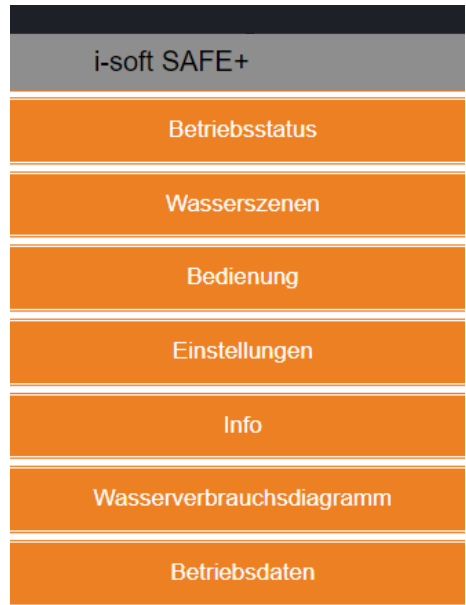 i-soft SAFE+
Betriebsstatus
Wasserszenen
Bedienung
Einstellungen
Info
Wasserverbrauchsdiagramm
Betriebsdaten